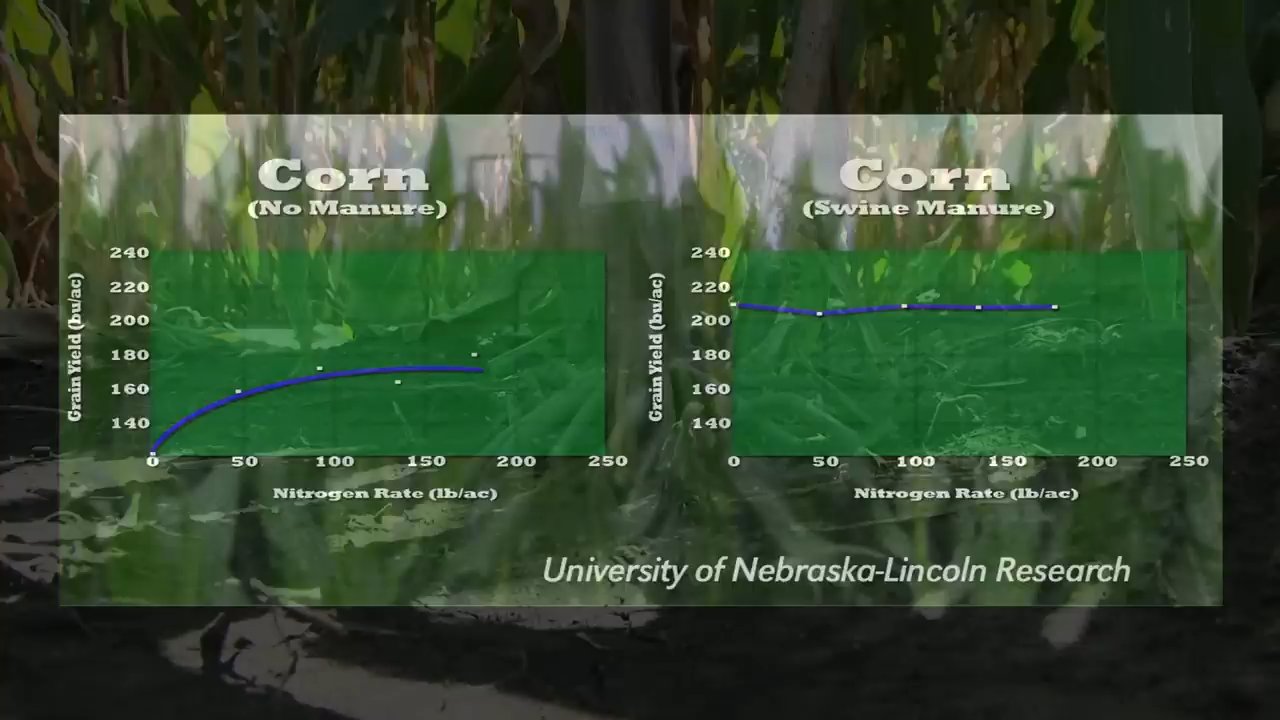 Corn
(No Manure)
Grain Yield (bu/ac)
240
220
200
180
160
140
0 50 100 150 200 250
Nitrogen Rate (lb/ac)
Corn
(Swine Manure)
Grain Yield (bu/ac)
240
220
200
180
160
140
0 50 100 150 200 250
Nitrogen Rate (lb/ac)
University of Nebraska-Lincoln Research